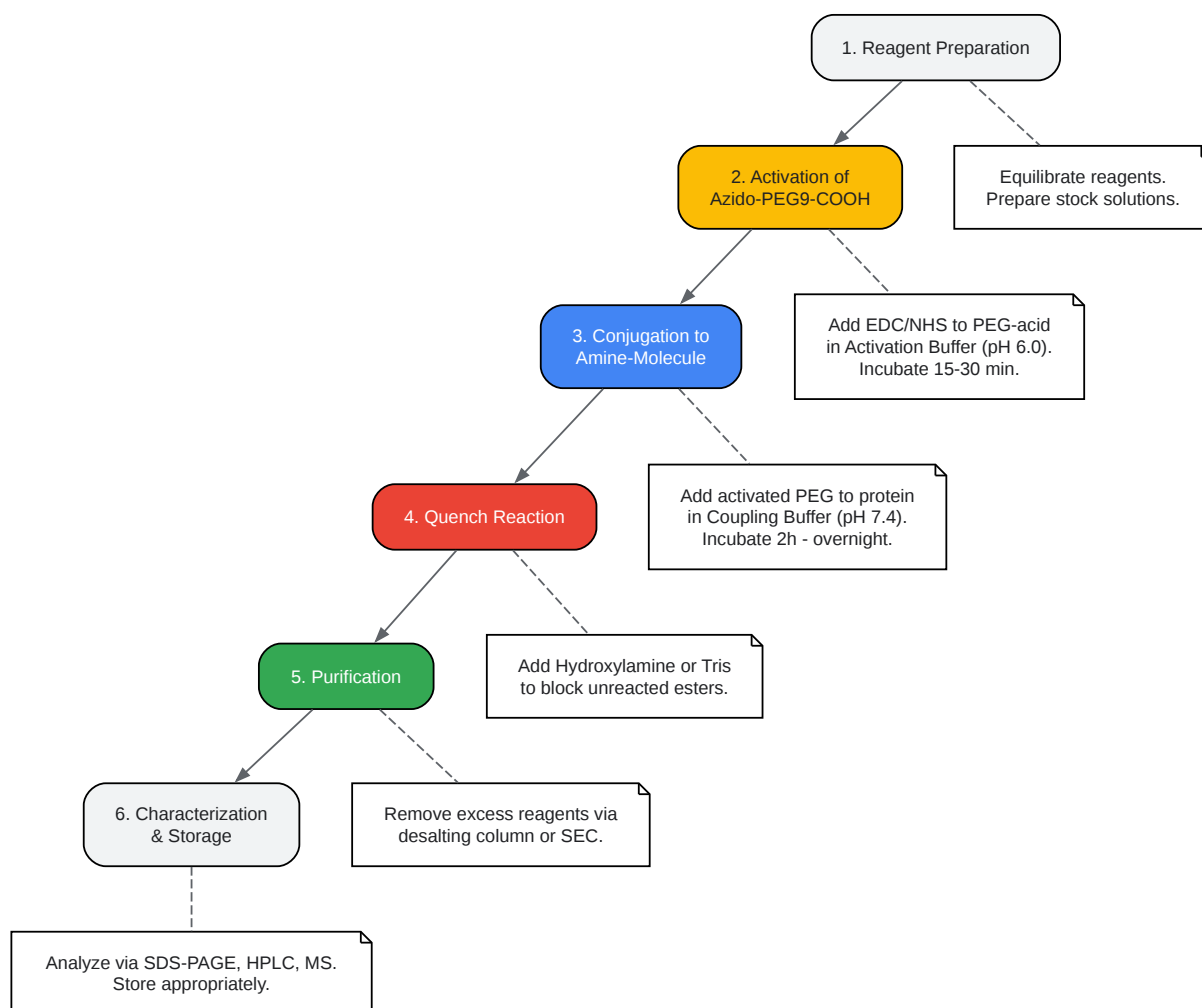 1. Reagent Preparation
2. Activation of
Azido-PEG9-COOH
Equilibrate reagents.
Prepare stock solutions.
3. Conjugation to
Amine-Molecule
Add EDC/NHS to PEG-acid
in Activation Buffer (pH 6.0).
Incubate 15-30 min.
4. Quench Reaction
Add activated PEG to protein
in Coupling Buffer (pH 7.4).
Incubate 2h - overnight.
5. Purification
Add Hydroxylamine or Tris
to block unreacted esters.
6. Characterization
& Storage
Remove excess reagents via
desalting column or SEC.
Analyze via SDS-PAGE, HPLC, MS.
Store appropriately.